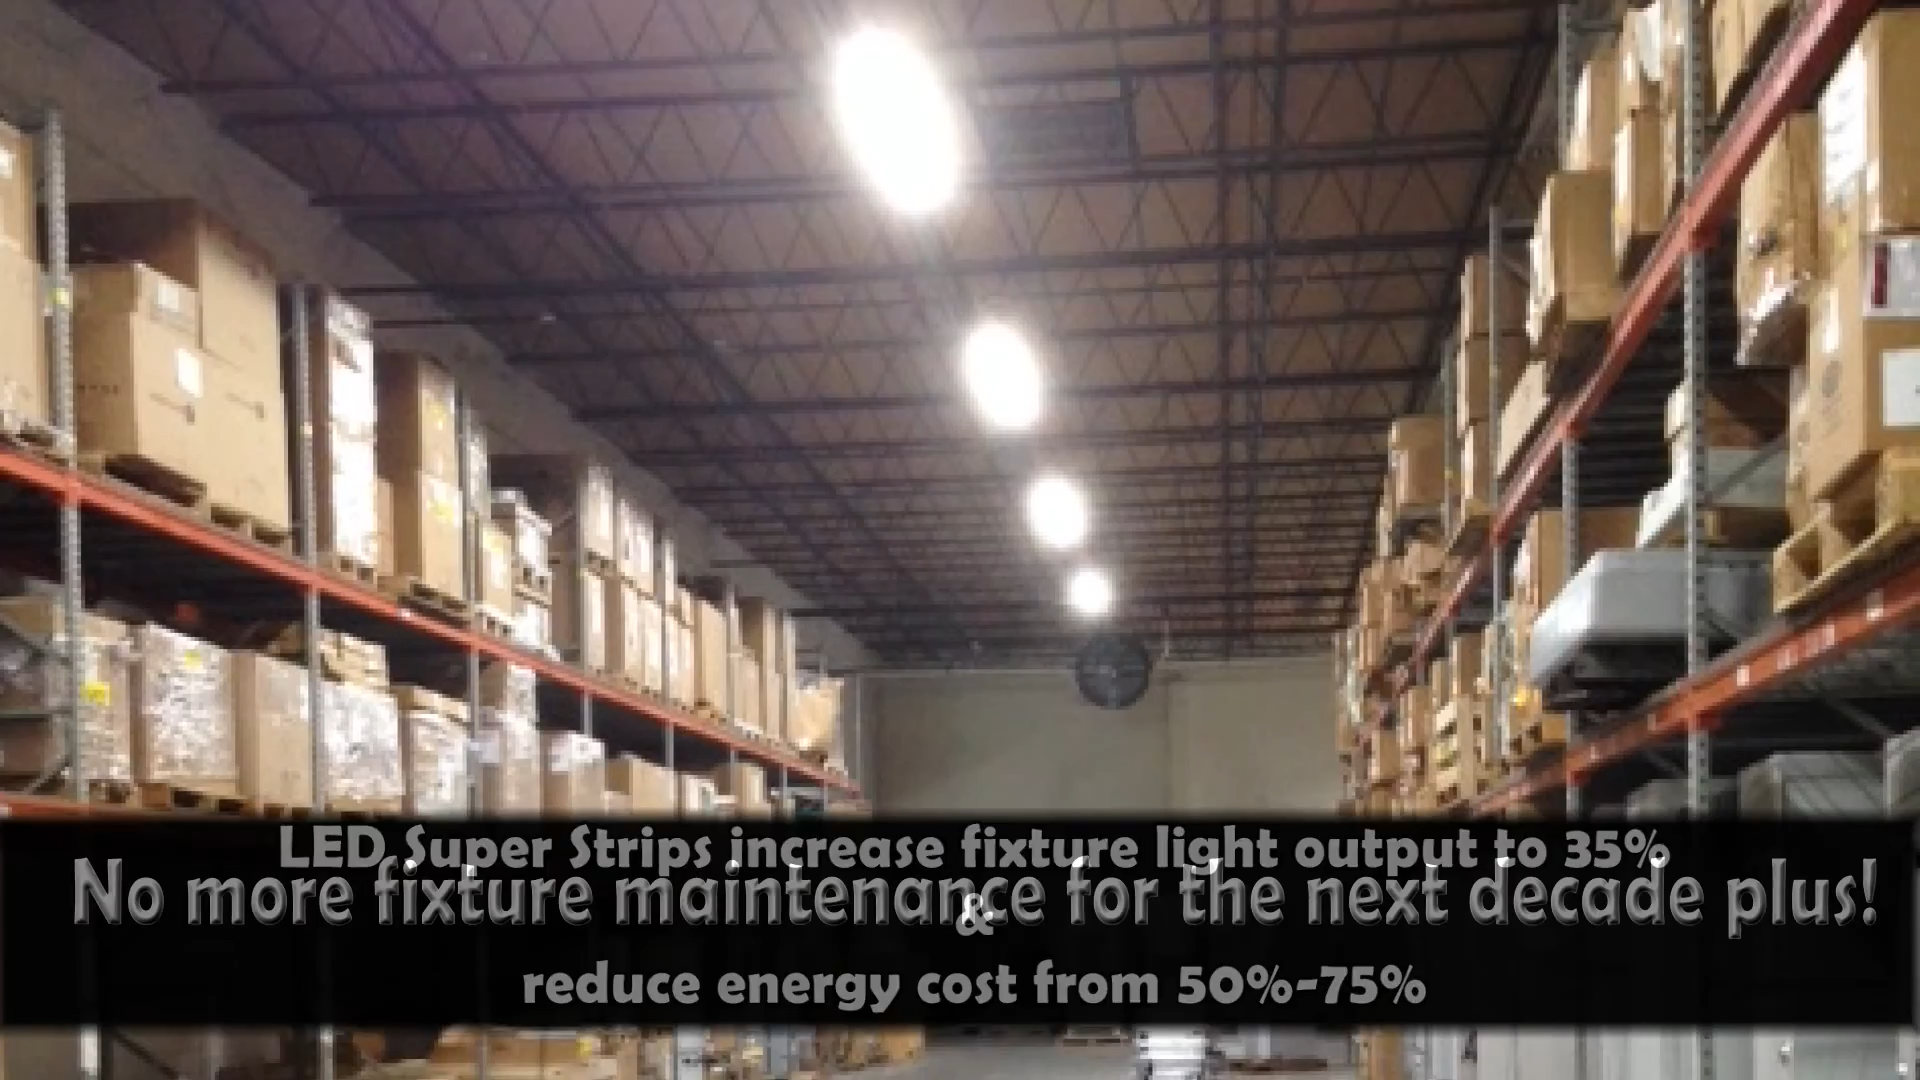 LED Super Strips increase fixture light output to 35%
No more fixture maintenance for the next decade plus!
&
reduce energy cost from 50%-75%